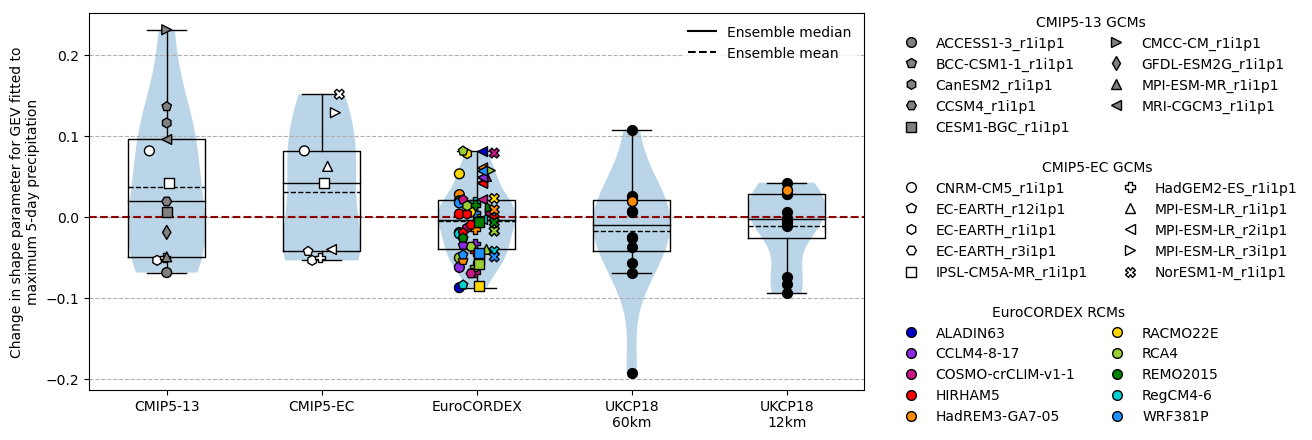 Change in shape parameter for GEV fitted to
maximum 5-day precipitation
0.2
0.1
0.0
−0.1
−0.2
Ensemble median
Ensemble mean
CMIP5-13
CMIP5-EC
EuroCORDEX
UKCP18
60km
UKCP18
12km
CMIP5-13 GCMs
ACCESS1-3_r1i1p1
BCC-CSM1-1_r1i1p1
CanESM2_r1i1p1
CCSM4_r1i1p1
CESM1-BGC_r1i1p1
CMCC-CM_r1i1p1
GFDL-ESM2G_r1i1p1
MPI-ESM-MR_r1i1p1
MRI-CGCM3_r1i1p1
CMIP5-EC GCMs
CNRM-CM5_r1i1p1
EC-EARTH_r12i1p1
EC-EARTH_r1i1p1
EC-EARTH_r3i1p1
IPSL-CM5A-MR_r1i1p1
HadGEM2-ES_r1i1p1
MPI-ESM-LR_r1i1p1
MPI-ESM-LR_r2i1p1
MPI-ESM-LR_r3i1p1
NorESM1-M_r1i1p1
EuroCORDEX RCMs
ALADIN63
CCLM4-8-17
COSMO-crCLIM-v1-1
HIRHAM5
HadREM3-GA7-05
RACMO22E
RCA4
REMO2015
RegCM4-6
WRF381P